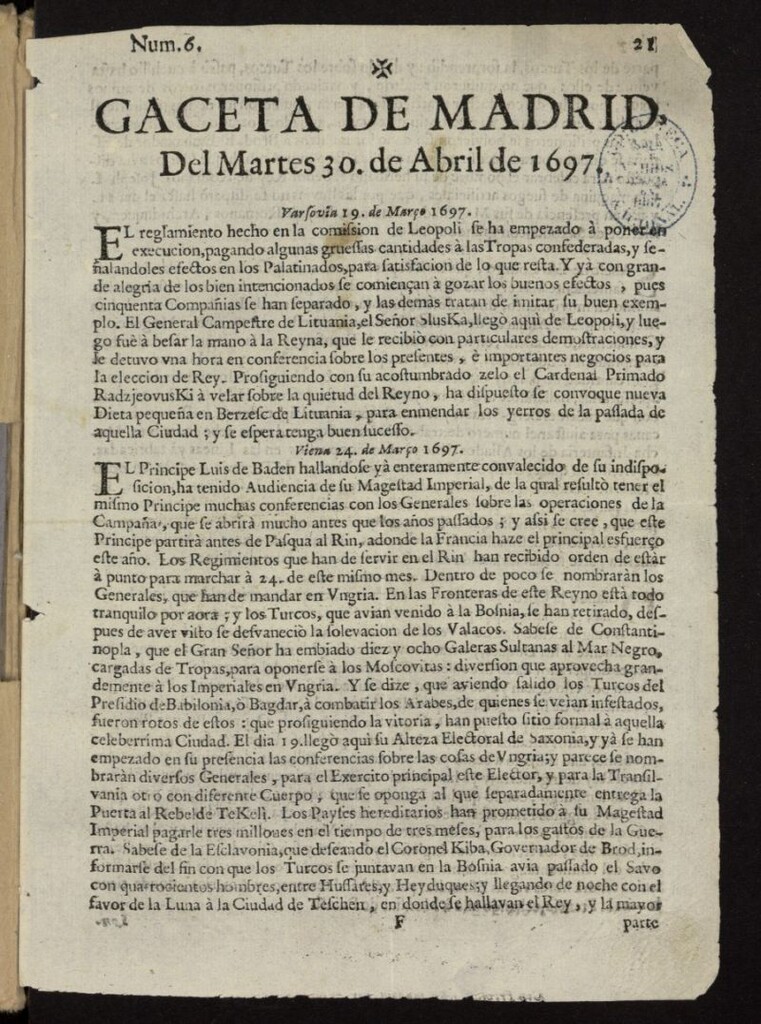 Num.6. 21
GACETA DE MADRID,
Del Martes 30. de Abril de 1697.
Varſovia 19. de Março 1697.
EL reglamiento hecho en la comiſsion de Leopoli ſe ha empezado à poner en
execucion,pagando algunas grueſſas cantidades à las Tropas confederadas,y ſe-
ñalandoles efectos en los Palatinados,para ſatisfacion de lo que reſta. Y yà con gran-
de alegria de los bien intencionados ſe comiençan à gozar los buenos efectos , pues
cinquenta Compañias ſe han ſeparado , y las demàs tratan de imitar ſu buen exem-
plo. El General Campeſtre de Lituania,el Señor SlusKa,llegò aqui de Leopoli,y lue-
go fuè à beſar la mano à la Reyna, que le recibiò con particulares demoſtraciones, y
le detuvo vna hora en conferencia ſobre los preſentes , è importantes negocios para
la eleccion de Rey. Proſiguiendo con ſu acoſtumbrado zelo el Cardenal Primado
RadzjeovusKi à velar ſobre la quietud del Reyno , ha diſpueſto ſe convoque nueva
Dieta pequeña en Berzeſc de Lituania , para enmendar los yerros de la paſſada de
aquella Ciudad ; y ſe eſpera tenga buen ſuceſſo.
Viena 24. de Março 1697.
EL Principe Luis de Baden hallandoſe yà enteramente convalecido de ſu indiſpo-
ſicion,ha tenido Audiencia de ſu Mageſtad Imperial, de la qual reſultò tener el
miſmo Principe muchas conferencias con los Generales ſobre las operaciones de la
Campaña, que ſe abrirà mucho antes que los años paſſados ; y aſsi ſe cree , que eſte
Principe partirà antes de Paſqua al Rin, adonde la Francia haze el principal esfuerço
eſte año. Los Regimientos que han de ſervir en el Rin han recibido orden de eſtàr
à punto para marchar à 24. de eſte miſmo mes. Dentro de poco ſe nombraràn los
Generales, que han de mandar en Vngria. En las Fronteras de eſte Reyno eſtà todo
tranquilo por aora ; y los Turcos, que avian venido à la Boſnia, ſe han retirado, deſ-
pues de aver viſto ſe deſvaneciò la ſolevacion de los Valacos. Sabeſe de Conſtanti-
nopla , que el Gran Señor ha embiado diez y ocho Galeras Sultanas al Mar Negro,
cargadas de Tropas,para oponerſe à los Moſcovitas : diverſion que aprovecha gran-
demente à los Imperiales en Vngria. Y ſe dize , que aviendo ſalido los Turcos del
Preſidio de Babilonia,ò Bagdar,à combatir los Arabes,de quienes ſe veian infeſtados,
fueron rotos de eſtos : que proſiguiendo la vitoria , han pueſto ſitio formal à aquella
celeberrima Ciudad. El dia 19.llegò aqui ſu Alteza Electoral de Saxonia,y yà ſe han
empezado en ſu preſencia las conferencias ſobre las coſas de Vngria;y parece ſe nom-
braràn diverſos Generales , para el Exercito principal eſte Elector, y para la Tranſil-
vania otro con diferente Cuerpo , que ſe oponga al que ſeparadamente entrega la
Puerta al Rebelde TeKeli. Los Payſes hereditarios han prometido à ſu Mageſtad
Imperial pagarle tres millones en el tiempo de tres meſes, para los gaſtos de la Gue-
rra. Sabeſe de la Eſclavonia,que deſeando el Coronel Kiba,Governador de Brod,in-
formarſe del fin con que los Turcos ſe juntavan en la Boſnia avia paſſado el Savo
con quatrocientos hombres,entre Huſſares,y Heyduques;y llegando de noche con el
favor de la Luna à la Ciudad de Teſchen , en donde ſe hallavan el Rey , y la mayor
F parte